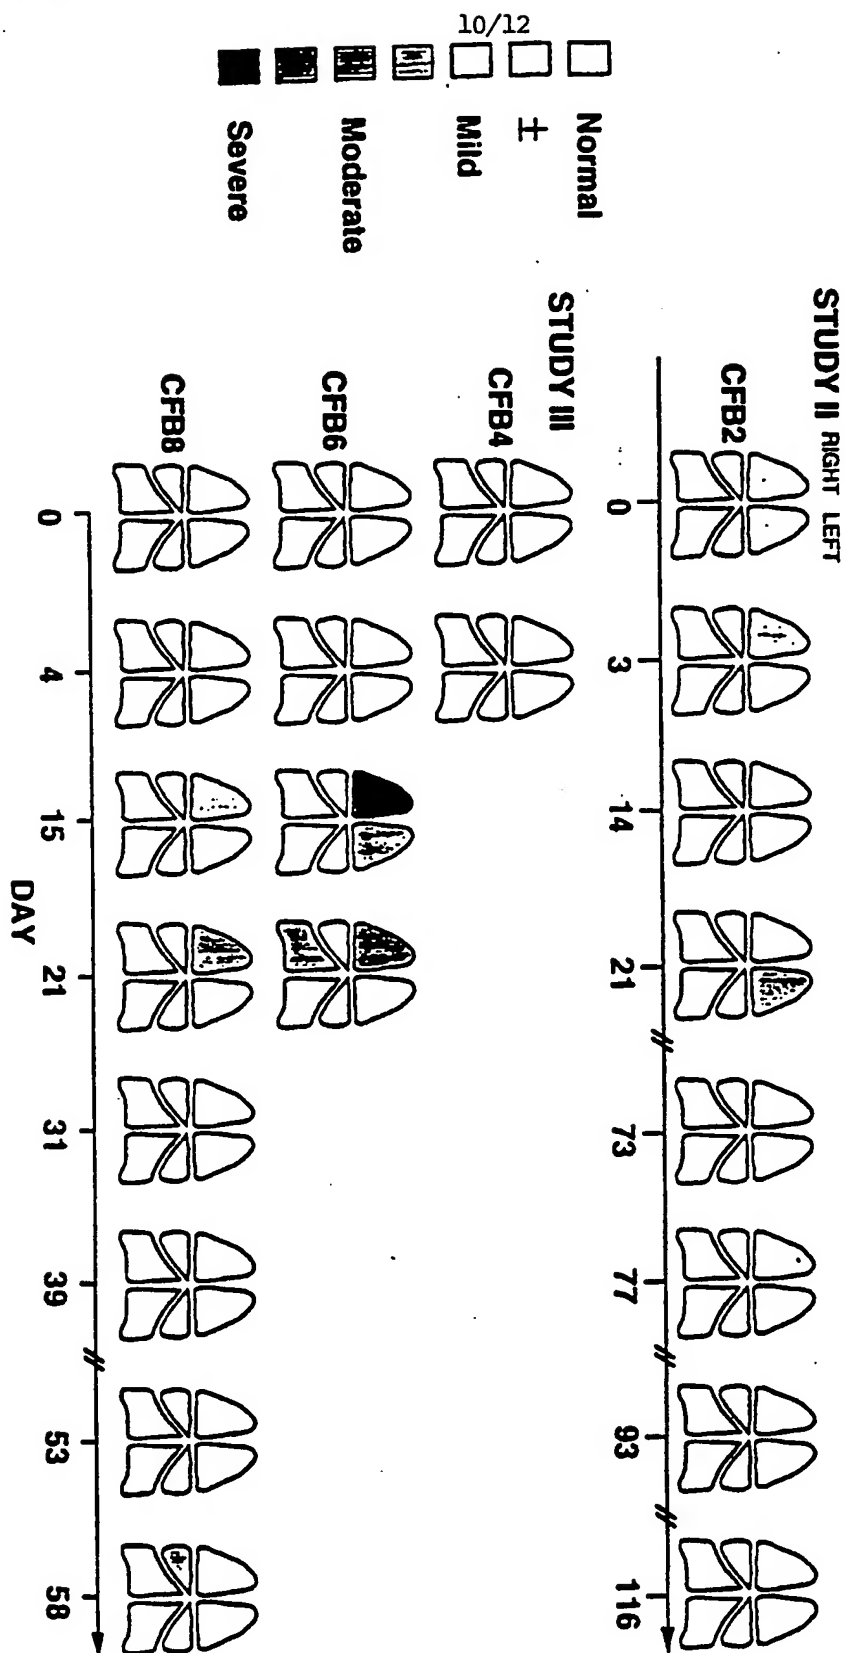 10/12
STUDY II RIGHT LEFT
CFB2
0 3 14 21 73 77 93 116
STUDY III
CFB4
CFB6
CFB8
0 4 15 21 31 39 53 58
DAY
Normal
±
Mild
Moderate
Severe